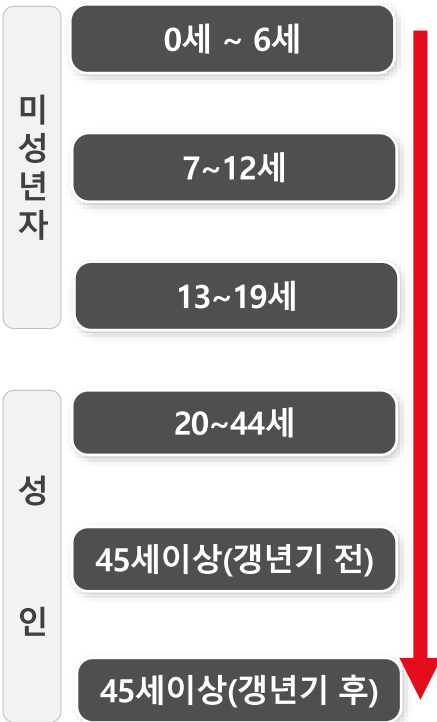 미성년자
0세 ~ 6세
7~12세
13~19세
성인
20~44세
45세이상(갱년기 전)
45세이상(갱년기 후)